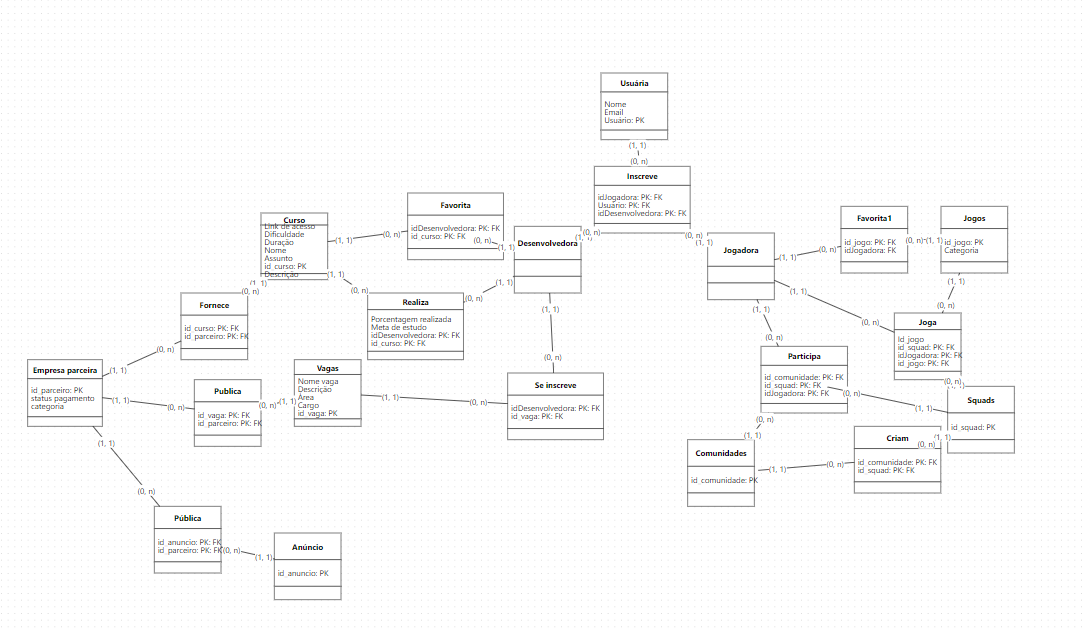 Usuária
Nome
Email
Usuário: PK
(1, 1)
(0, n)
Inscreve
idJogadora: PK: FK
Usuário: PK: FK
idDesenvolvedora: PK: FK
(0, n)
(1, 1)
(0, n)
(1, 1)
Favorita
idDesenvolvedora: PK: FK
id_curso: PK: FK
(0, n)
(1, 1)
(0, n)
(1, 1)
Curso
Link de acesso
Dificuldade
Duração
Nome
Assunto
id_curso: PK
Descrição
(1, 1)
(0, n)
(1, 1)
(0, n)
Desenvolvedora
(1, 1)
(0, n)
(1, 1)
(0, n)
Jogadora
(1, 1)
(0, n)
(1, 1)
(0, n)
(1, 1)
(0, n)
Favorita1
id_jogo: PK: FK
idJogadora: FK
(0, n)
(1, 1)
Jogos
id_jogo: PK
Categoria
(1, 1)
(0, n)
Fornece
id_curso: PK: FK
id_parceiro: PK: FK
(0, n)
(1, 1)
Realiza
Porcentagem realizada
Meta de estudo
idDesenvolvedora: PK: FK
id_curso: PK: FK
Joga
Id_jogo
id_squad: PK: FK
idJogadora: PK: FK
id_jogo: PK: FK
(0, n)
(1, 1)
Empresa parceira
id_parceiro: PK
status pagamento
categoria
(1, 1)
(0, n)
(1, 1)
(0, n)
Publica
id_vaga: PK: FK
id_parceiro: PK: FK
(0, n)
(1, 1)
Vagas
Nome vaga
Descrição
Área
Cargo
id_vaga: PK
(1, 1)
(0, n)
Se inscreve
idDesenvolvedora: PK: FK
id_vaga: PK: FK
Participa
id_comunidade: PK: FK
id_squad: PK: FK
idJogadora: PK: FK
(0, n)
(1, 1)
(0, n)
(1, 1)
Squads
id_squad: PK
(1, 1)
(0, n)
Comunidades
id_comunidade: PK
(1, 1)
(0, n)
Criam
id_comunidade: PK: FK
id_squad: PK: FK
Pública
id_anuncio: PK: FK
id_parceiro: PK: FK
(0, n)
(1, 1)
Anúncio
id_anuncio: PK